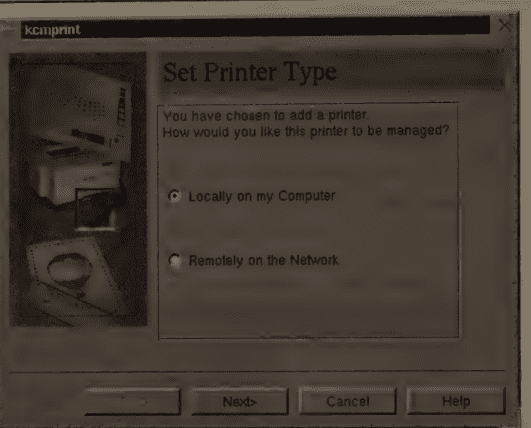 kcmprint
Set Printer Type
You have chosen to add a printer.
How would you like this printer to be managed?
Locally on my Computer
Remotely on the Network
Next>
Cancel
Help